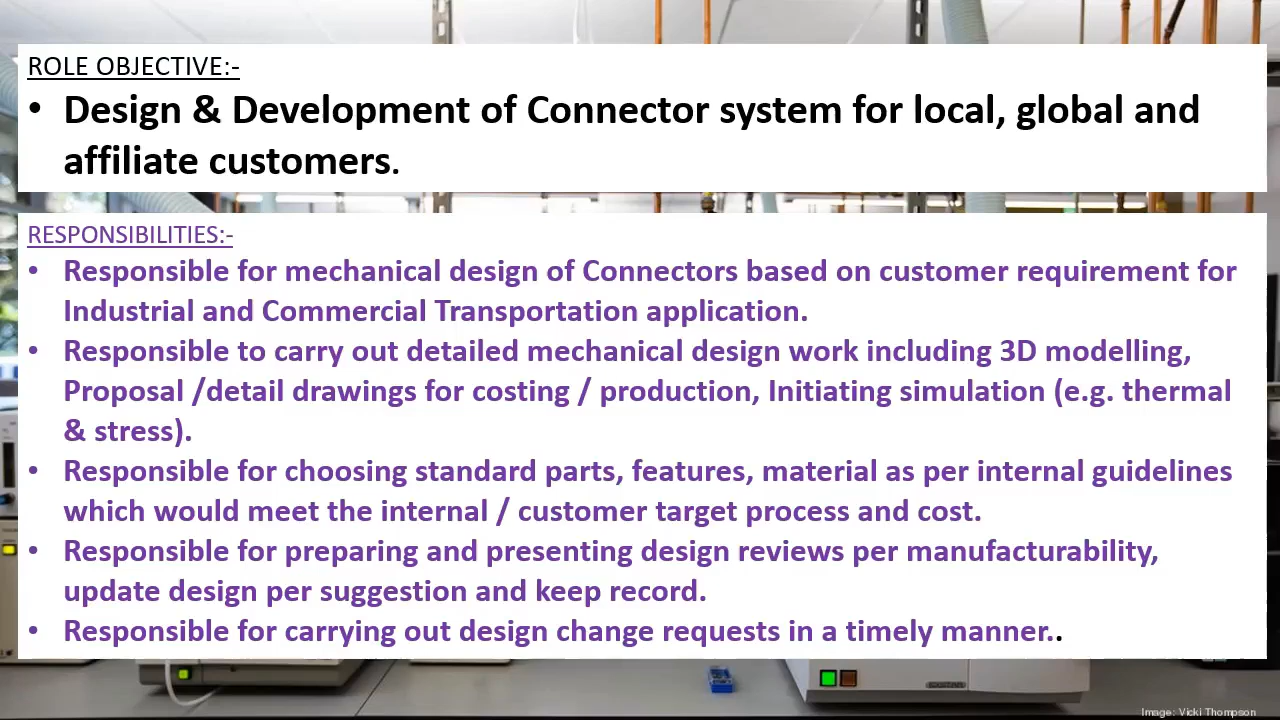 ROLE OBJECTIVE:-
• Design & Development of Connector system for local, global and
affiliate customers.
RESPONSIBILITIES:-
• Responsible for mechanical design of Connectors based on customer requirement for
Industrial and Commercial Transportation application.
• Responsible to carry out detailed mechanical design work including 3D modelling,
Proposal /detail drawings for costing / production, Initiating simulation (e.g. thermal
& stress).
• Responsible for choosing standard parts, features, material as per internal guidelines
which would meet the internal / customer target process and cost.
• Responsible for preparing and presenting design reviews per manufacturability,
update design per suggestion and keep record.
• Responsible for carrying out design change requests in a timely manner..
Image: Vicki Thompson